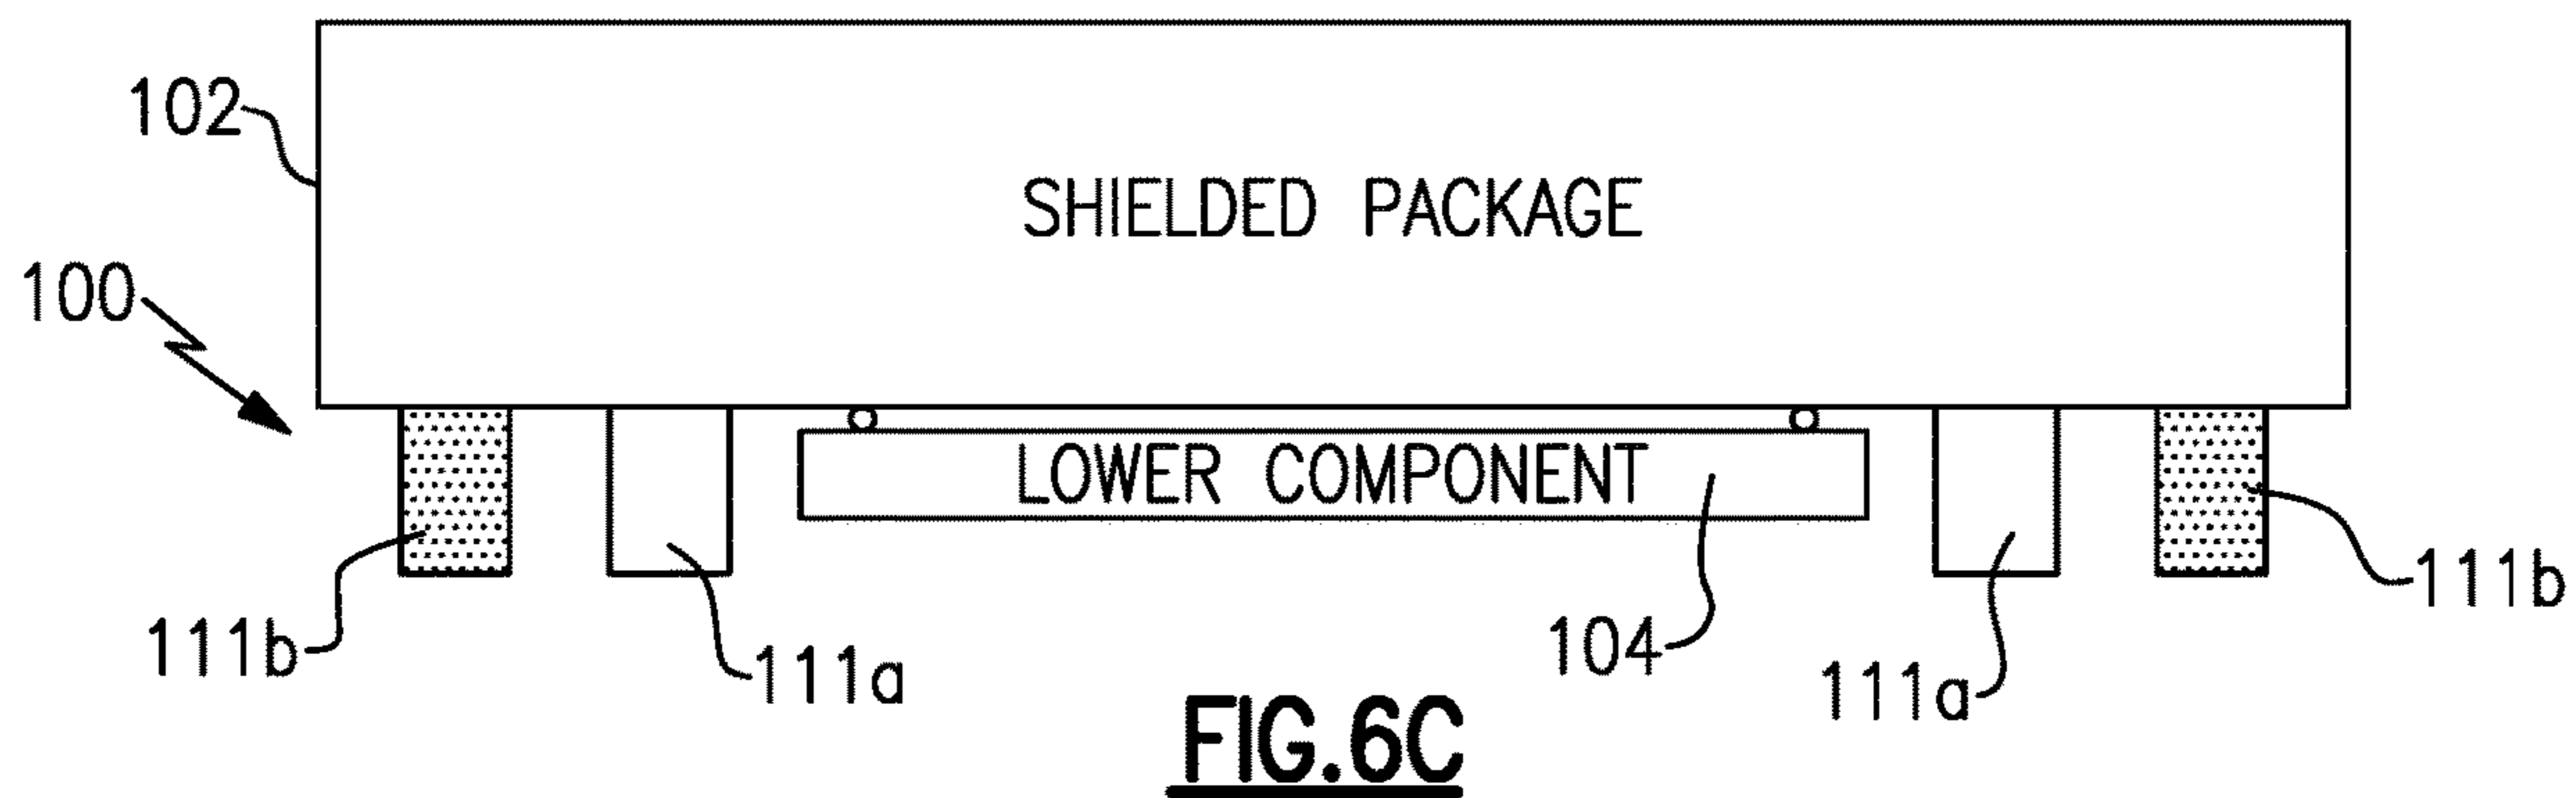 102
SHIELDED PACKAGE
100
LOWER COMPONENT
111b
111b
111a
104
111a
FIG.6C